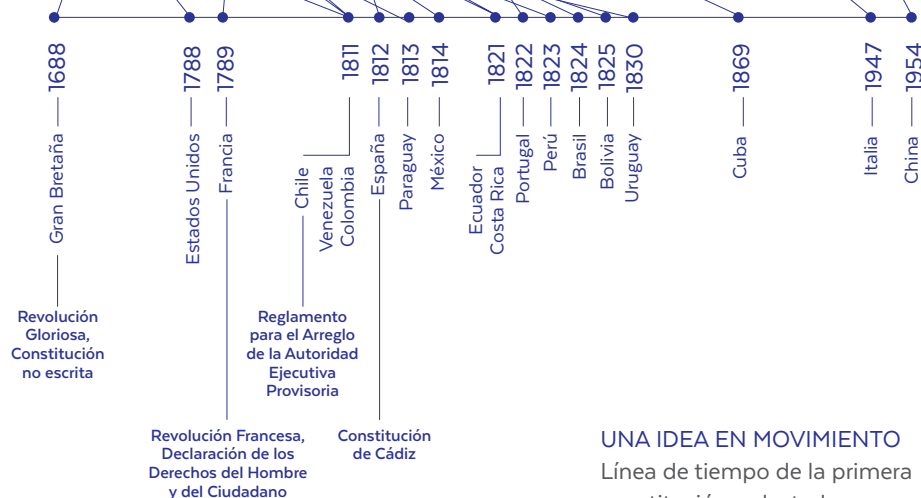 1688
1788
1789
1811
1812
1813
1814
1821
1822
1823
1824
1825
1830
1869
1947
1954
Gran Bretaña
Estados Unidos
Francia
Chile
Venezuela
Colombia
España
Paraguay
México
Ecuador
Costa Rica
Portugal
Perú
Brasil
Bolivia
Uruguay
Cuba
Italia
China
Revolución
Gloriosa,
Constitución
no escrita
Reglamento
para el Arreglo
de la Autoridad
Ejecutiva
Provisoria
Revolución Francesa,
Declaración de los
Derechos del Hombre
y del Ciudadano
Constitución
de Cádiz
UNA IDEA EN MOVIMIENTO
Línea de tiempo de la primera